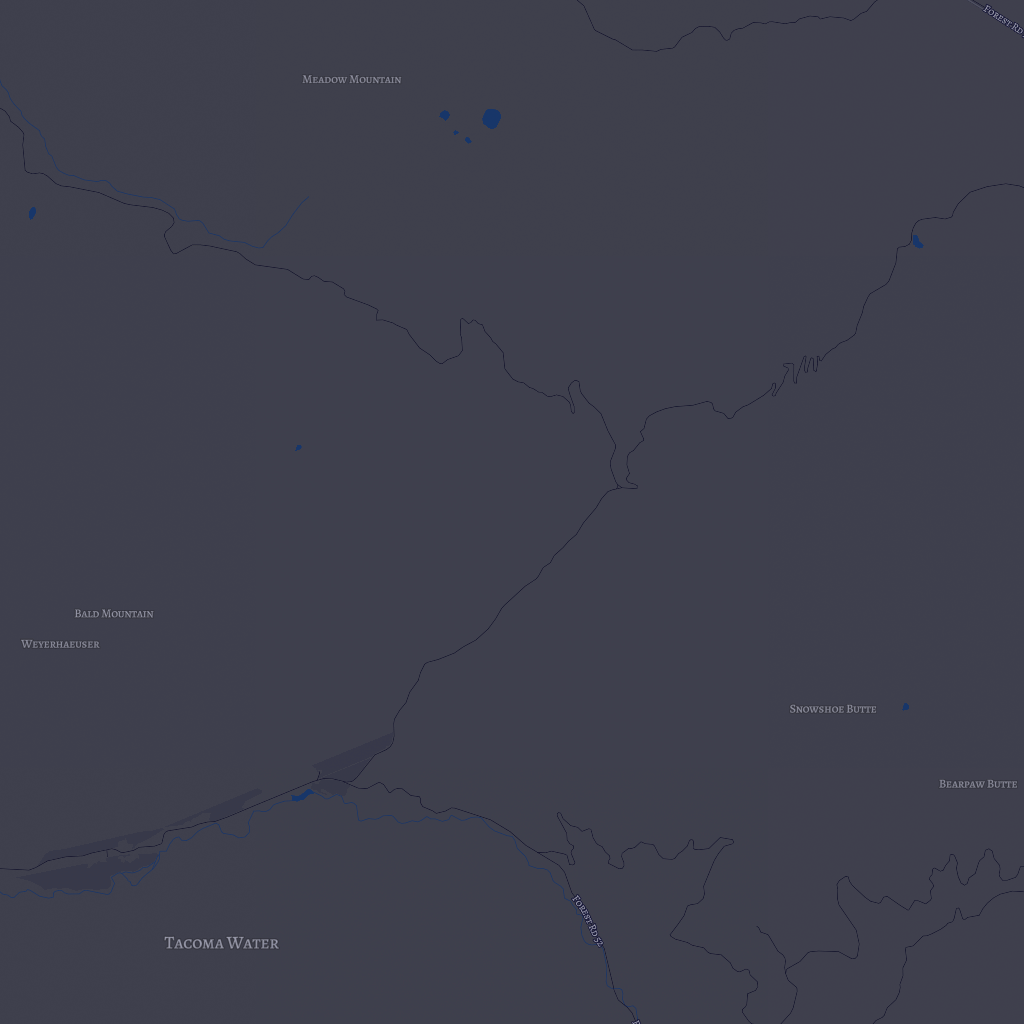 Forest Rd
Meadow Mountain
Bald Mountain
Weyerhaeuser
Snowshoe Butte
Bearpaw Butte
Forest Rd 52
Tacoma Water